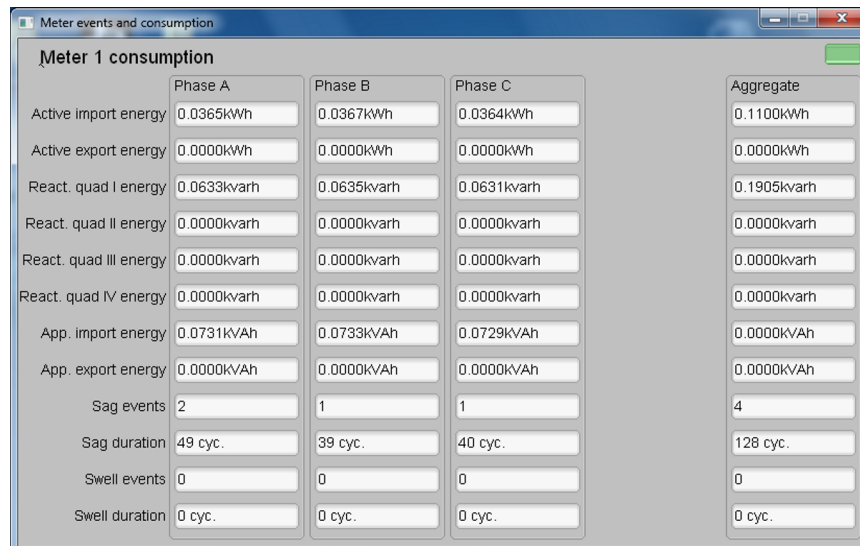 Meter events and consumption
Meter 1 consumption
Phase A Phase B Phase C Aggregate
Active import energy 0.0365kWh 0.0367kWh 0.0364kWh 0.1100kWh
Active export energy 0.0000kWh 0.0000kWh 0.0000kWh 0.0000kWh
React. quad I energy 0.0633kvarh 0.0635kvarh 0.0631kvarh 0.1905kvarh
React. quad II energy 0.0000kvarh 0.0000kvarh 0.0000kvarh 0.0000kvarh
React. quad III energy 0.0000kvarh 0.0000kvarh 0.0000kvarh 0.0000kvarh
React. quad IV energy 0.0000kvarh 0.0000kvarh 0.0000kvarh 0.0000kvarh
App. import energy 0.0731kVAh 0.0733kVAh 0.0729kVAh 0.0000kVAh
App. export energy 0.0000kVAh 0.0000kVAh 0.0000kVAh 0.0000kVAh
Sag events 2 1 1 4
Sag duration 49 cyc. 39 cyc. 40 cyc. 128 cyc.
Swell events 0 0 0 0
Swell duration 0 cyc. 0 cyc. 0 cyc. 0 cyc.